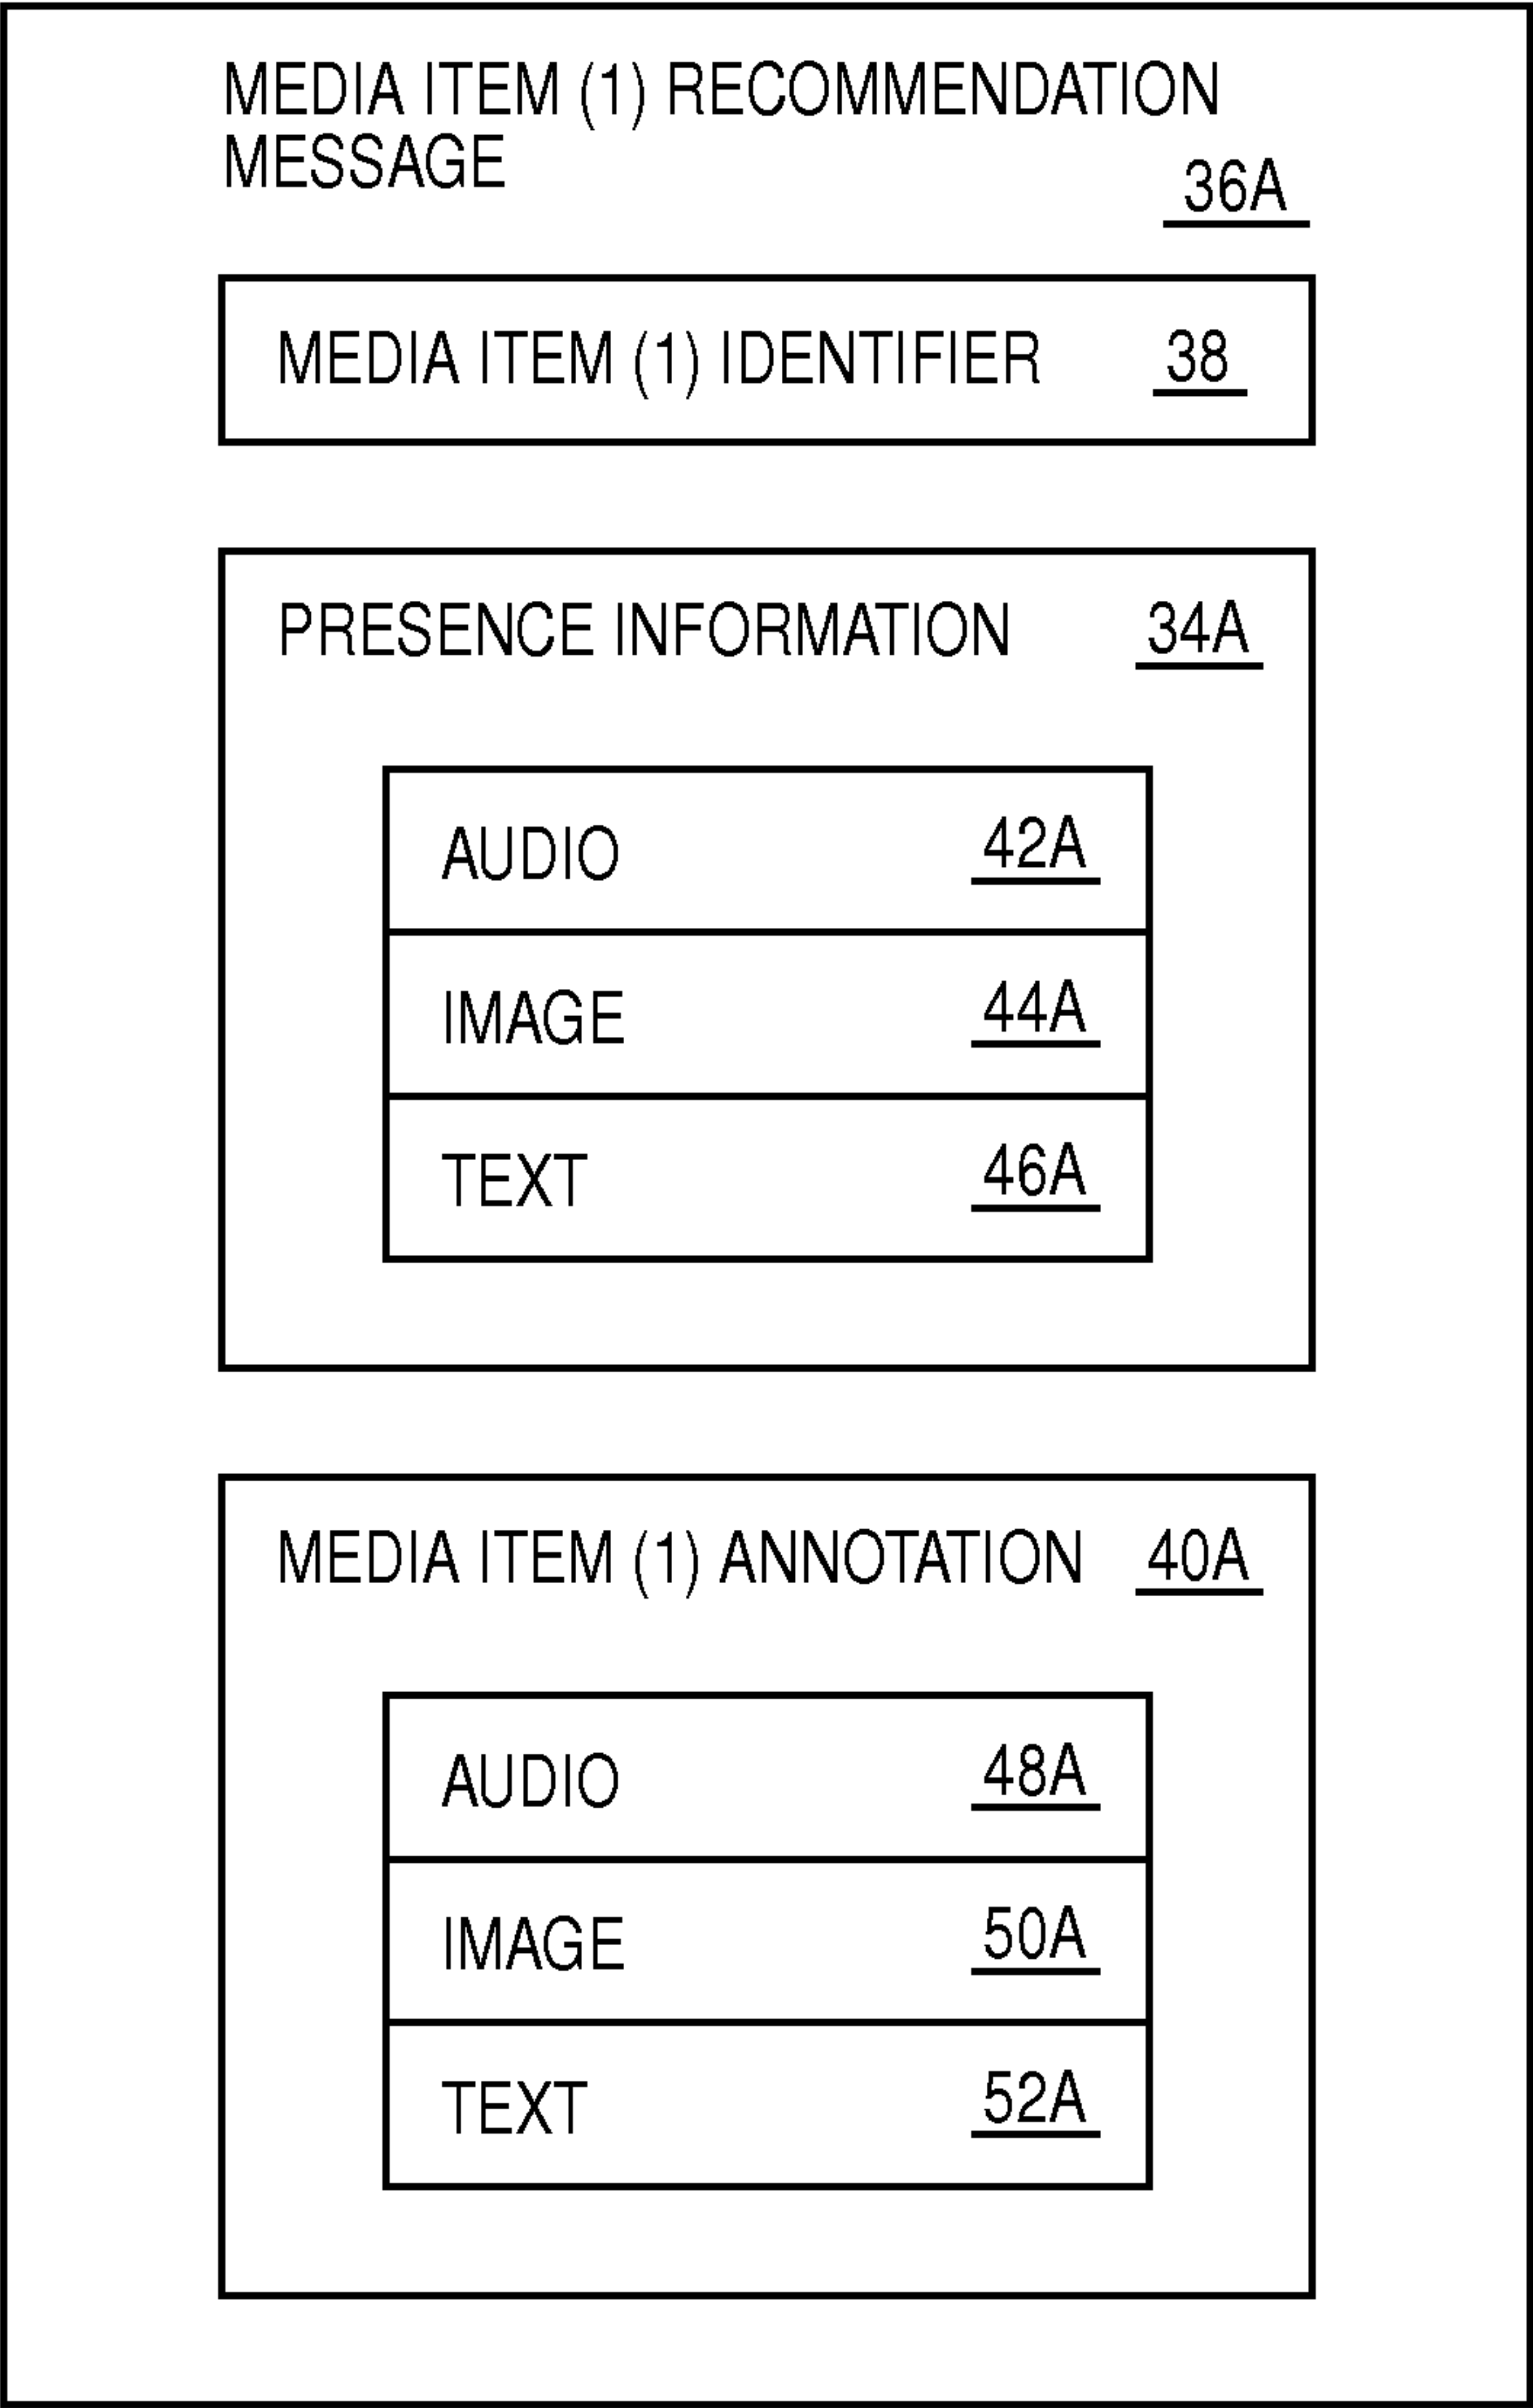 MEDIA ITEM (1) RECOMMENDATION
MESSAGE
36A
MEDIA ITEM (1) IDENTIFIER 38
PRESENCE INFORMATION 34A
AUDIO 42A
IMAGE 44A
TEXT 46A
MEDIA ITEM (1) ANNOTATION 40A
AUDIO 48A
IMAGE 50A
TEXT 52A